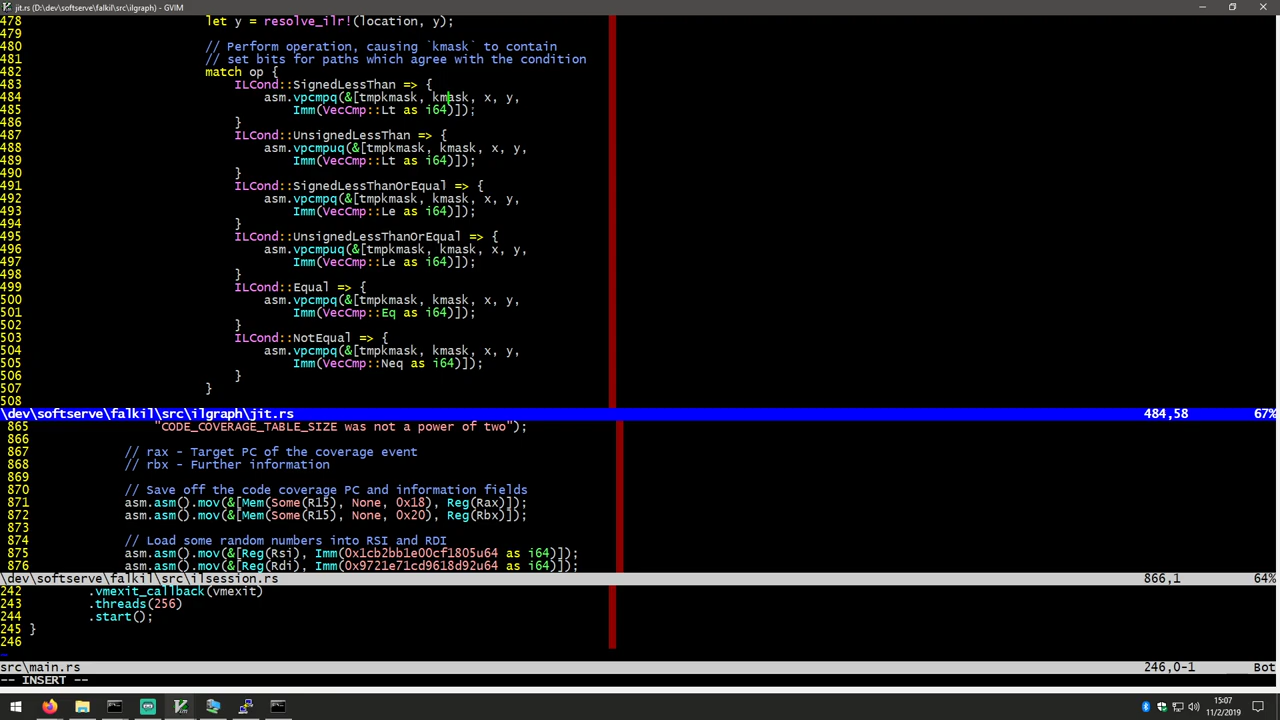 jit.rs (D:\dev\softserve\falkil\src\ilgraph) - GVIM
478 let y = resolve_ilr!(location, y);
479
480 // Perform operation, causing `kmask` to contain
481 // set bits for paths which agree with the condition
482 match op {
483 ILCond::SignedLessThan => {
484 asm.vpcmpq(&[tmpkmask, kmask, x, y,
485 Imm(VecCmp::Lt as i64)]);
486 }
487 ILCond::UnsignedLessThan => {
488 asm.vpcmpuq(&[tmpkmask, kmask, x, y,
489 Imm(VecCmp::Lt as i64)]);
490 }
491 ILCond::SignedLessThanOrEqual => {
492 asm.vpcmpq(&[tmpkmask, kmask, x, y,
493 Imm(VecCmp::Le as i64)]);
494 }
495 ILCond::UnsignedLessThanOrEqual => {
496 asm.vpcmpuq(&[tmpkmask, kmask, x, y,
497 Imm(VecCmp::Le as i64)]);
498 }
499 ILCond::Equal => {
500 asm.vpcmpq(&[tmpkmask, kmask, x, y,
501 Imm(VecCmp::Eq as i64)]);
502 }
503 ILCond::NotEqual => {
504 asm.vpcmpq(&[tmpkmask, kmask, x, y,
505 Imm(VecCmp::Neq as i64)]);
506 }
507 }
508
\dev\softserve\falkil\src\ilgraph\jit.rs 484,58 67%
865 "CODE_COVERAGE_TABLE_SIZE was not a power of two");
866
867 // rax - Target PC of the coverage event
868 // rbx - Further information
869
870 // Save off the code coverage PC and information fields
871 asm.asm().mov(&[Mem(Some(R15), None, 0x18), Reg(Rax)]);
872 asm.asm().mov(&[Mem(Some(R15), None, 0x20), Reg(Rbx)]);
873
874 // Load some random numbers into RSI and RDI
875 asm.asm().mov(&[Reg(Rsi), Imm(0x1cb2bb1e00cf1805u64 as i64)]);
876 asm.asm().mov(&[Reg(Rdi), Imm(0x9721e71cd9618d92u64 as i64)]);
\dev\softserve\falkil\src\ilsession.rs 866,1 64%
242 .vmexit_callback(vmexit)
243 .threads(256)
244 .start();
245 }
246
~
src\main.rs 246,0-1 Bot
-- INSERT --
15:07
11/2/2019